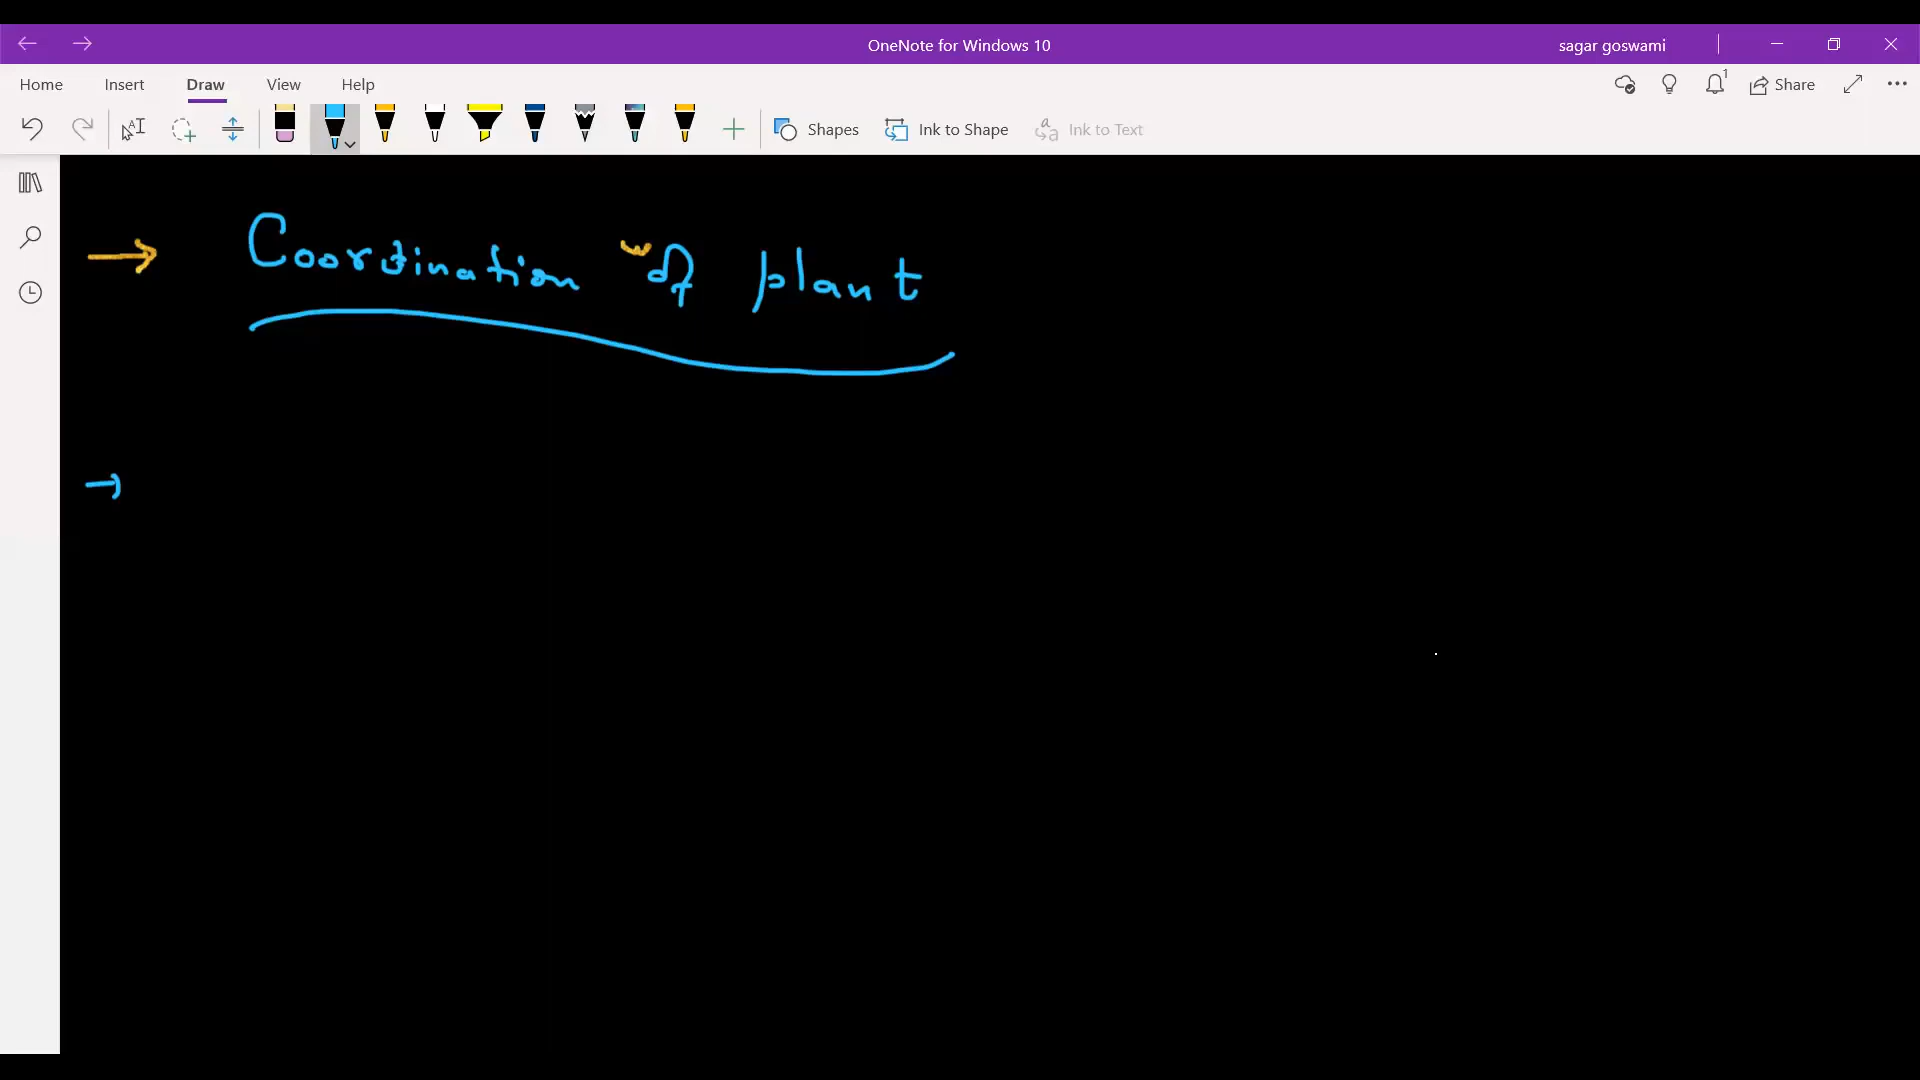 OneNote for Windows 10
sagar goswami
Home Insert Draw View Help
1
Share
Shapes
Ink to Shape
Ink to Text
→ Coordination of plant
→